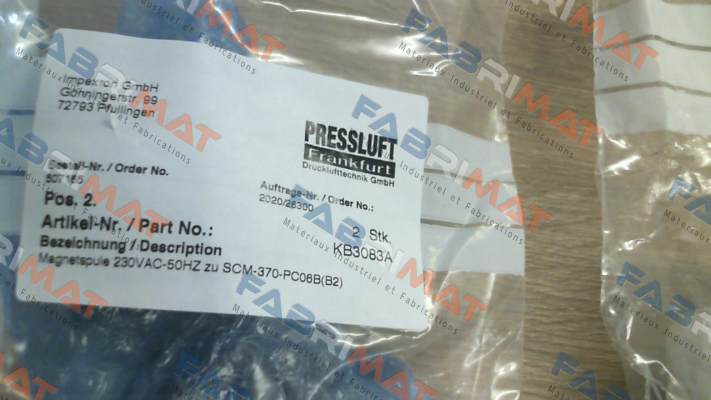 Impexron GmbH
Gönningerstr. 99
72793 Pfullingen
PRESSLUFT
Frankfurt
Drucklufttechnik GmbH
Bestell-Nr. / Order No.
507165
Auftrags-Nr. / Order No.:
2020/26300
Pos. 2.
2 Stk.
Artikel-Nr. / Part No.:
KB3083A
Bezeichnung / Description
Magnetspule 230VAC-50HZ zu SCM-370-PC06B(B2)
FABRIMAT
Matériaux Industriel et Fabrications